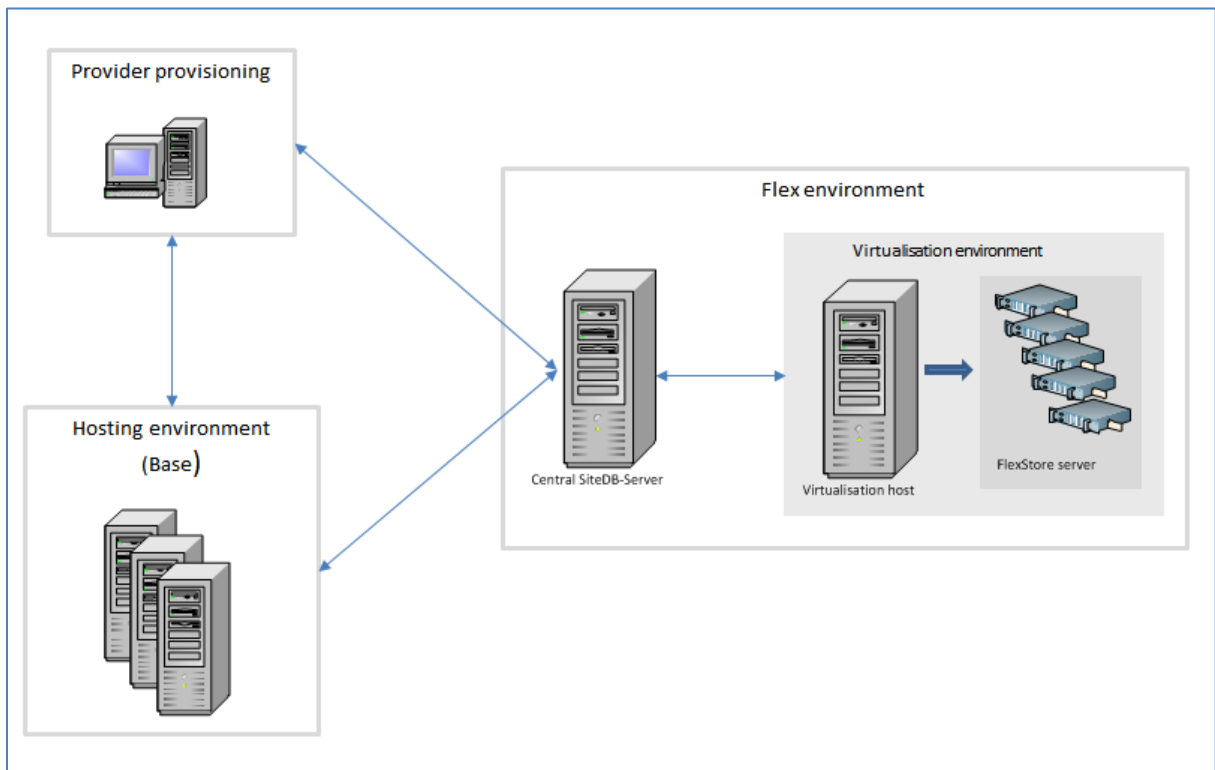 Provider provisioning
Flex environment
Virtualisation environment
Hosting environment
(Base)
Central SiteDB-Server
Virtualisation host
FlexStore server